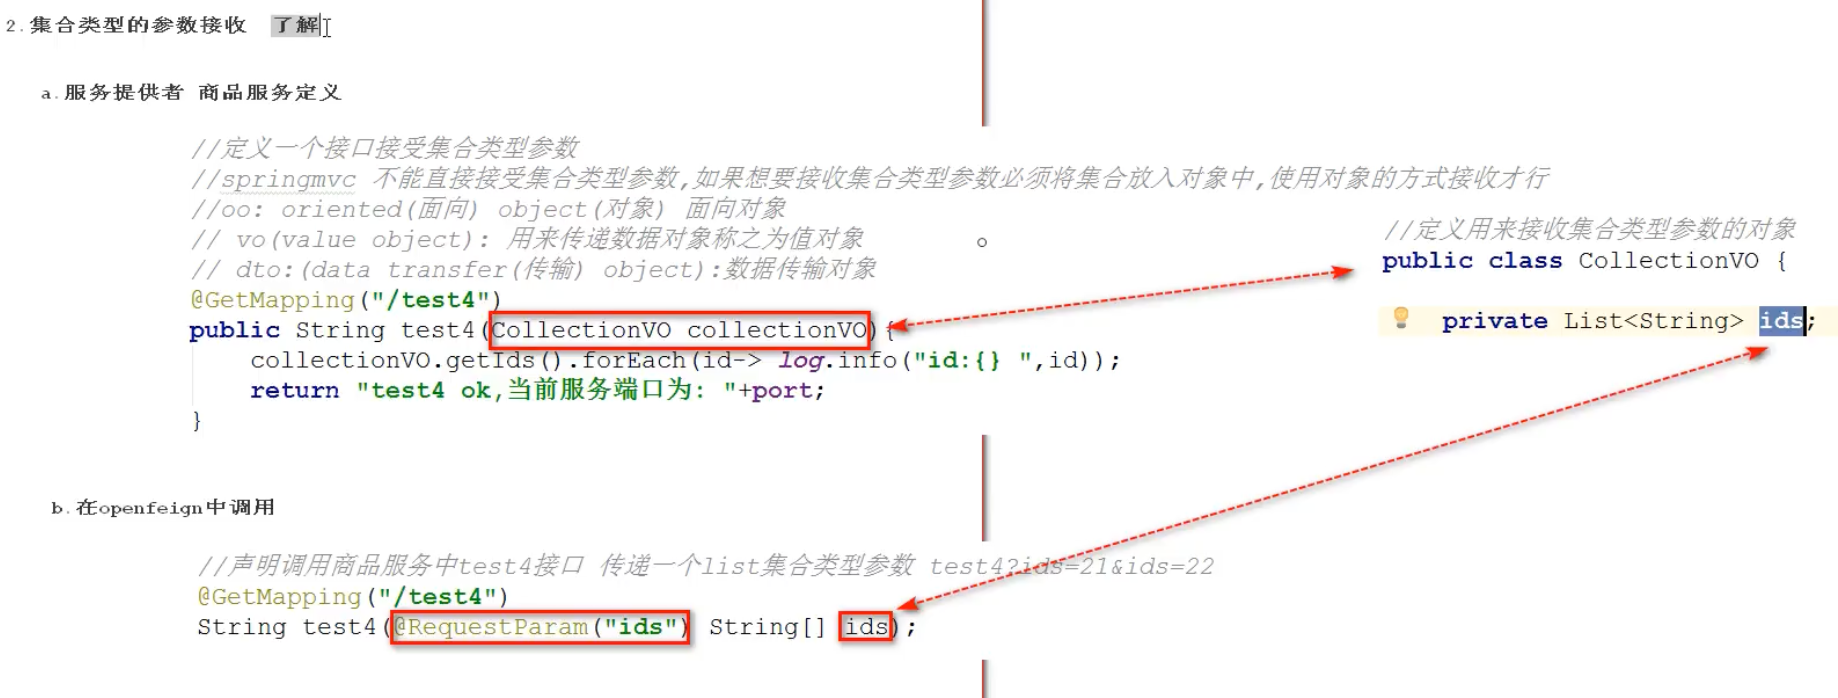 2.集合类型的参数接收 了解
a.服务提供者 商品服务定义
//定义一个接口接受集合类型参数
//springmvc 不能直接接受集合类型参数,如果想要接收集合类型参数必须将集合放入对象中,使用对象的方式接收才行
//oo: oriented(面向) object(对象) 面向对象
// vo(value object): 用来传递数据对象称之为值对象
// dto:(data transfer(传输) object):数据传输对象
@GetMapping("/test4")
public String test4(CollectionVO collectionVO){
collectionVO.getIds().forEach(id-> log.info("id:{} ",id));
return "test4 ok,当前服务端口为: "+port;
}
//定义用来接收集合类型参数的对象
public class CollectionVO {
private List<String> ids;
b.在openfeign中调用
//声明调用商品服务中test4接口 传递一个list集合类型参数 test4?ids=21&ids=22
@GetMapping("/test4")
String test4(@RequestParam("ids") String[] ids);